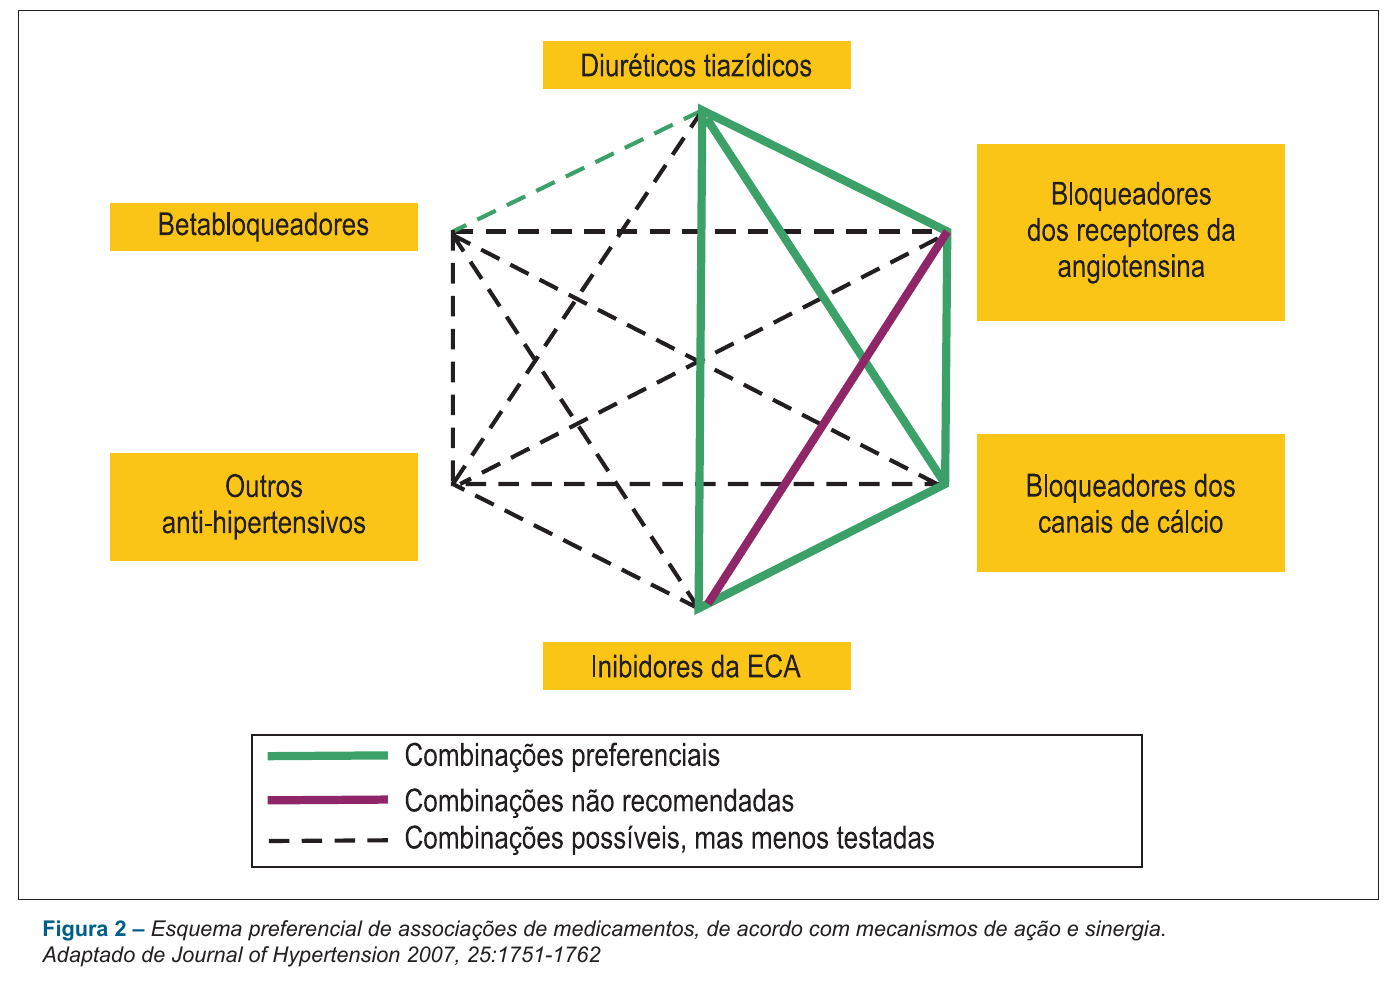 Diuréticos tiazídicos
Betabloqueadores
Bloqueadores
dos receptores da
angiotensina
Outros
anti-hipertensivos
Bloqueadores dos
canais de cálcio
Inibidores da ECA
Combinações preferenciais
Combinações não recomendadas
Combinações possíveis, mas menos testadas
Figura 2 – Esquema preferencial de associações de medicamentos, de acordo com mecanismos de ação e sinergia.
Adaptado de Journal of Hypertension 2007, 25:1751-1762